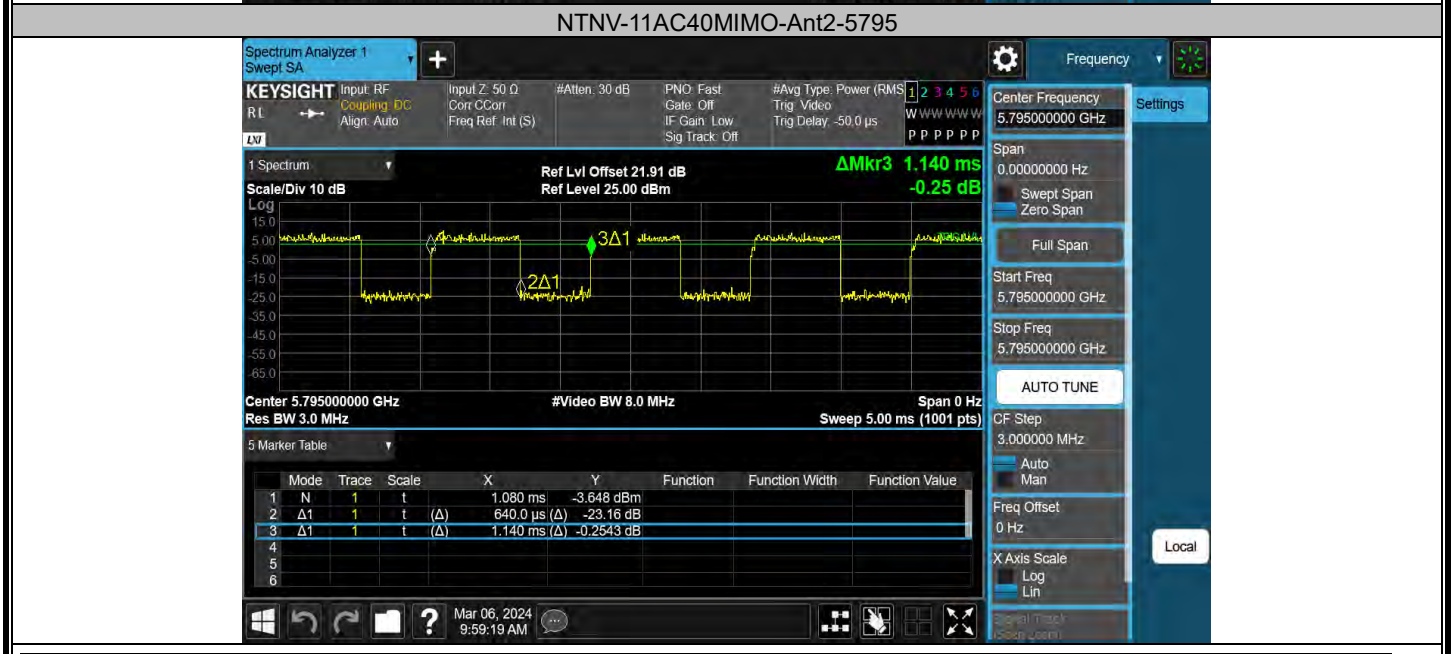 NTNV-11AC40MIMO-Ant2-5795
Spectrum Analyzer 1
Swept SA
+
Frequency
KEYSIGHT
RL
LXI
Input: RF
Coupling: DC
Align: Auto
Input Z: 50 Ω
Corr CCorr
Freq Ref: Int (S)
#Atten: 30 dB
PNO: Fast
Gate: Off
IF Gain: Low
Sig Track: Off
#Avg Type: Power (RMS
Trig: Video
Trig Delay: -50.0 µs
1 2 3 4 5 6
W W W W W W
P P P P P P
Center Frequency
5.795000000 GHz
Settings
1 Spectrum
Scale/Div 10 dB
Ref Lvl Offset 21.91 dB
Ref Level 25.00 dBm
ΔMkr3 1.140 ms
-0.25 dB
Span
0.00000000 Hz
Swept Span
Zero Span
Log
15.0
5.00
-5.00
-15.0
-25.0
-35.0
-45.0
-55.0
-65.0
3Δ1
2Δ1
Full Span
Start Freq
5.795000000 GHz
Stop Freq
5.795000000 GHz
AUTO TUNE
Center 5.795000000 GHz
#Video BW 8.0 MHz
Span 0 Hz
Res BW 3.0 MHz
Sweep 5.00 ms (1001 pts)
CF Step
3.000000 MHz
Auto
Man
5 Marker Table
Mode Trace Scale X Y Function Function Width Function Value
1 N 1 t 1.080 ms -3.648 dBm
2 Δ1 1 t (Δ) 640.0 µs (Δ) -23.16 dB
3 Δ1 1 t (Δ) 1.140 ms (Δ) -0.2543 dB
4
5
6
Freq Offset
0 Hz
X Axis Scale
Log
Lin
Local
Signal Track
(Span Zoom)
?
Mar 06, 2024
9:59:19 AM